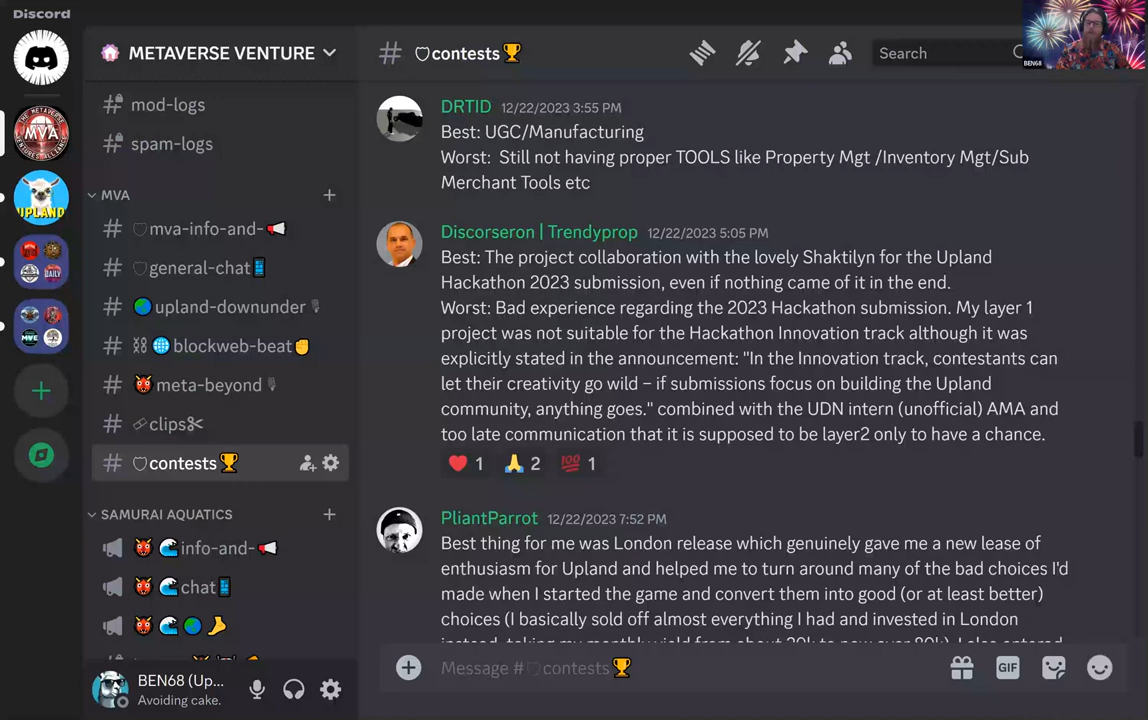 Discord
METAVERSE VENTURE
contests
Search
BEN68
mod-logs
spam-logs
MVA
mva-info-and-
general-chat
upland-downunder
blockweb-beat
meta-beyond
clips
contests
SAMURAI AQUATICS
info-and-
chat
BEN68 (Up...
Avoiding cake.
MVA
UPLAND
DRTID 12/22/2023 3:55 PM
Best: UGC/Manufacturing
Worst: Still not having proper TOOLS like Property Mgt /Inventory Mgt/Sub
Merchant Tools etc
Discorseron | Trendyprop 12/22/2023 5:05 PM
Best: The project collaboration with the lovely Shaktilyn for the Upland
Hackathon 2023 submission, even if nothing came of it in the end.
Worst: Bad experience regarding the 2023 Hackathon submission. My layer 1
project was not suitable for the Hackathon Innovation track although it was
explicitly stated in the announcement: "In the Innovation track, contestants can
let their creativity go wild – if submissions focus on building the Upland
community, anything goes." combined with the UDN intern (unofficial) AMA and
too late communication that it is supposed to be layer2 only to have a chance.
1 2 100 1
PliantParrot 12/22/2023 7:52 PM
Best thing for me was London release which genuinely gave me a new lease of
enthusiasm for Upland and helped me to turn around many of the bad choices I'd
made when I started the game and convert them into good (or at least better)
choices (I basically sold off almost everything I had and invested in London
Message # contests
GIF